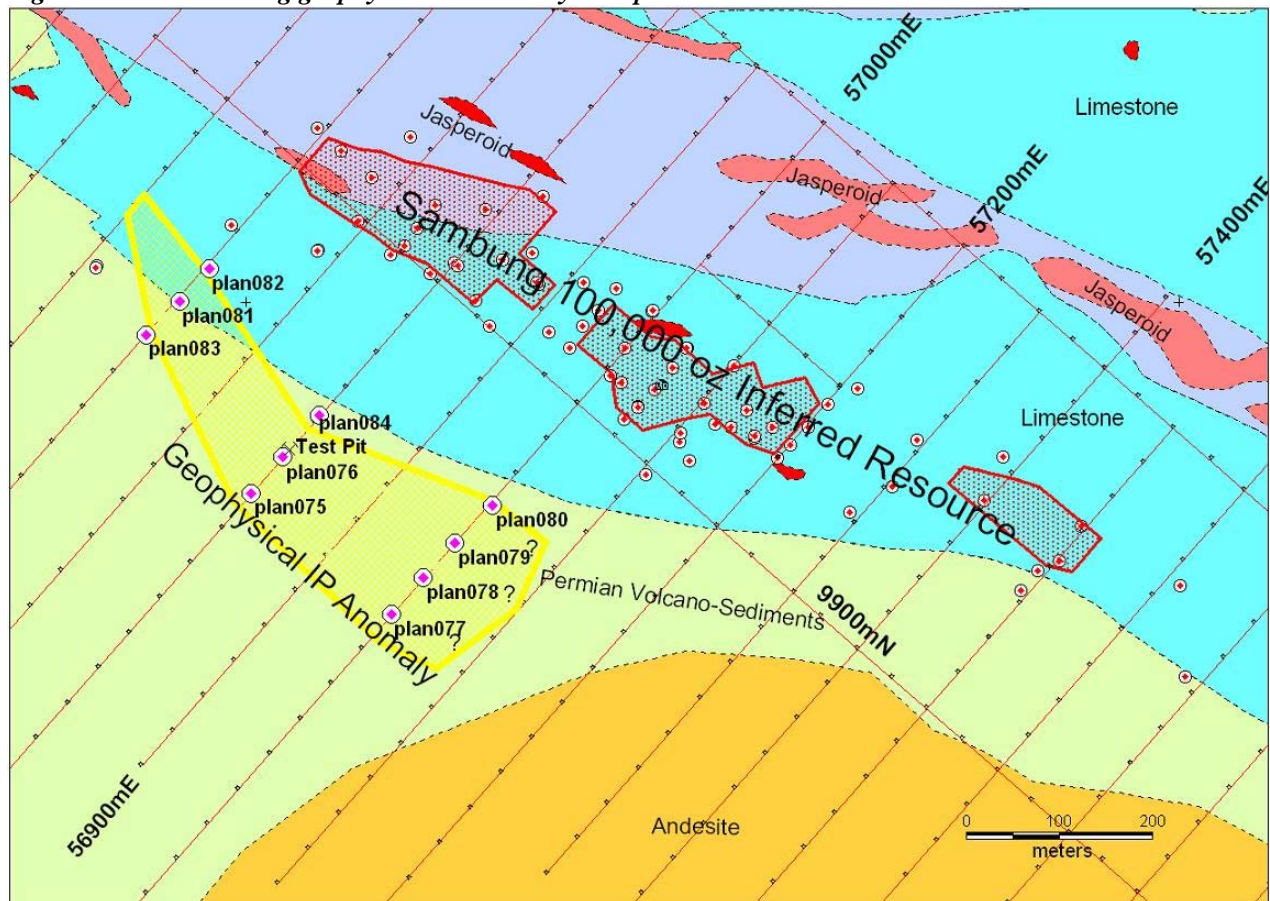 57000mE
Limestone
Jasperoid
Jasperoid
57200mE
57400mE
Sambung 100,000 oz Inferred Resource
plan082
plan081
Jasperoid
plan083
plan084
Limestone
Test Pit
plan076
plan075
Geophysical IP Anomaly
plan080
plan079
?
plan078
?
Permian Volcano-Sediments
plan077
?
9900mN
56900mE
Andesite
0 100 200
meters